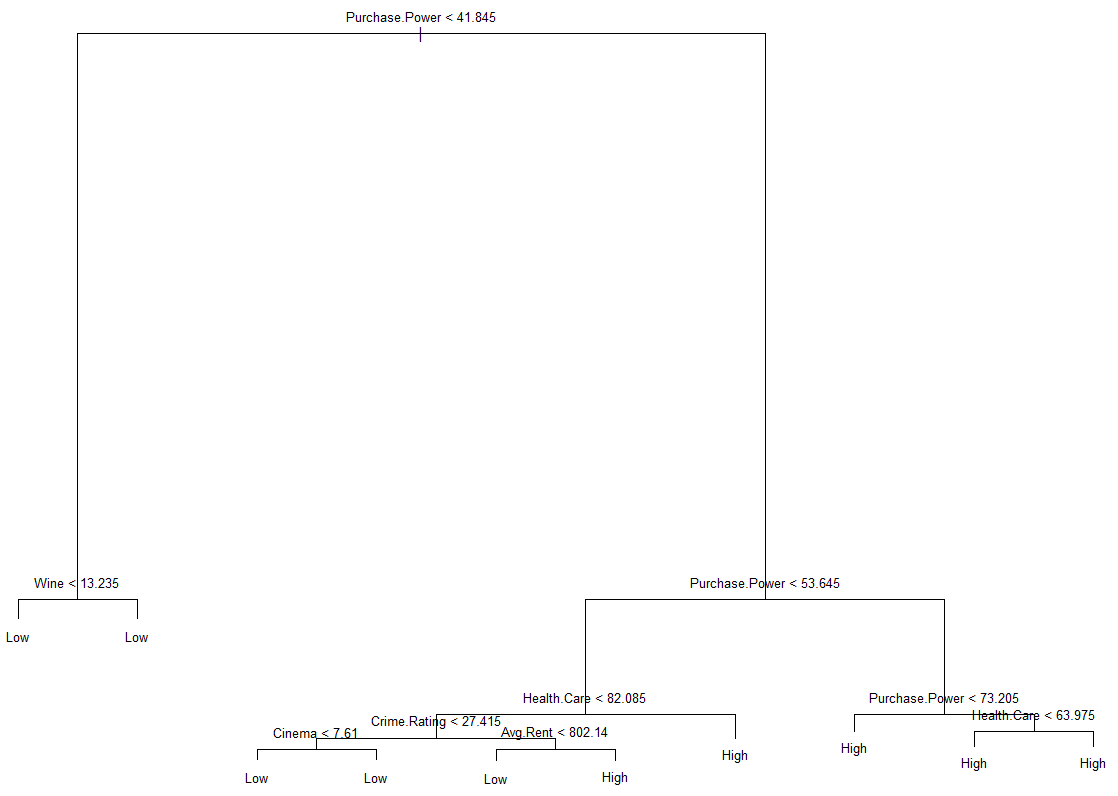 Purchase.Power < 41.845
Wine < 13.235
Purchase.Power < 53.645
Low
Low
Health.Care < 82.085
Purchase.Power < 73.205
Crime.Rating < 27.415
Health.Care < 63.975
Cinema < 7.61
Avg.Rent < 802.14
High
High
High
High
Low
Low
Low
High